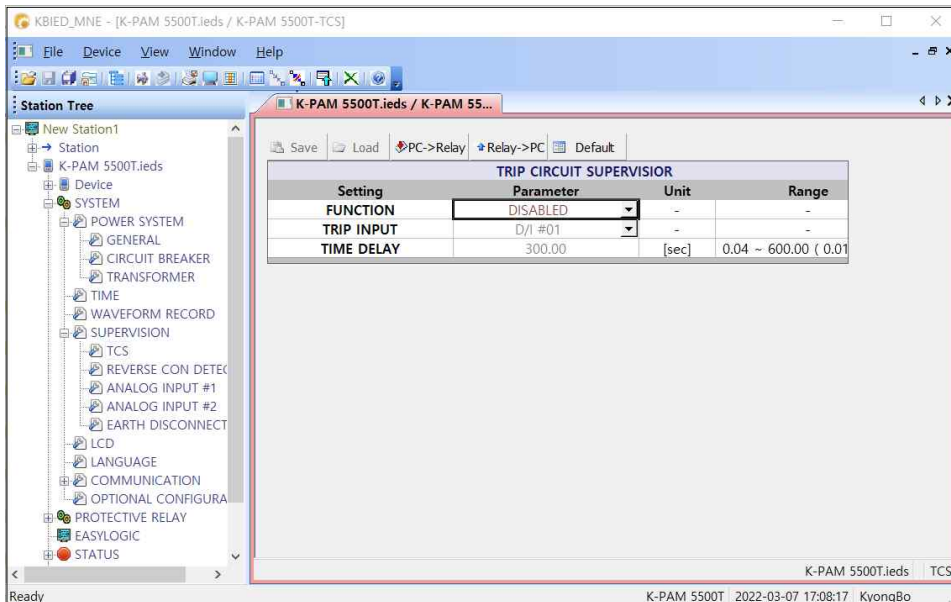 KBIED_MNE - [K-PAM 5500T.ieds / K-PAM 5500T-TCS]
File Device View Window Help
Station Tree
K-PAM 5500T.ieds / K-PAM 55...
New Station1
Station
K-PAM 5500T.ieds
Device
SYSTEM
POWER SYSTEM
GENERAL
CIRCUIT BREAKER
TRANSFORMER
TIME
WAVEFORM RECORD
SUPERVISION
TCS
REVERSE CON DETEC
ANALOG INPUT #1
ANALOG INPUT #2
EARTH DISCONNECT
LCD
LANGUAGE
COMMUNICATION
OPTIONAL CONFIGURA
PROTECTIVE RELAY
EASYLOGIC
STATUS
Save Load PC->Relay Relay->PC Default
TRIP CIRCUIT SUPERVISIOR
Setting Parameter Unit Range
FUNCTION DISABLED - -
TRIP INPUT D/I #01 - -
TIME DELAY 300.00 [sec] 0.04 ~ 600.00 ( 0.01
K-PAM 5500T.ieds TCS
Ready K-PAM 5500T 2022-03-07 17:08:17 KyongBo